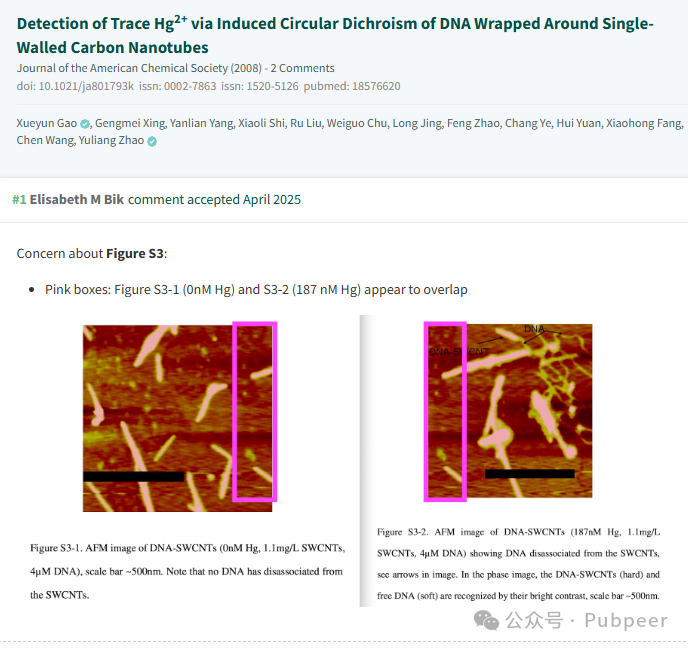 Detection of Trace Hg2+ via Induced Circular Dichroism of DNA Wrapped Around Single-
Walled Carbon Nanotubes
Journal of the American Chemical Society (2008) - 2 Comments
doi: 10.1021/ja801793k issn: 0002-7863 issn: 1520-5126 pubmed: 18576620
Xueyun Gao, Gengmei Xing, Yanlian Yang, Xiaoli Shi, Ru Liu, Weiguo Chu, Long Jing, Feng Zhao, Chang Ye, Hui Yuan, Xiaohong Fang,
Chen Wang, Yuliang Zhao
#1 Elisabeth M Bik comment accepted April 2025
Concern about Figure S3:
• Pink boxes: Figure S3-1 (0nM Hg) and S3-2 (187 nM Hg) appear to overlap
DNA
DNA-SWCNT
Figure S3-1. AFM image of DNA-SWCNTs (0nM Hg, 1.1mg/L SWCNTs,
4μM DNA), scale bar ~500nm. Note that no DNA has disassociated from
the SWCNTs.
Figure S3-2. AFM image of DNA-SWCNTs (187nM Hg, 1.1mg/L
SWCNTs, 4μM DNA) showing DNA disassociated from the SWCNTs,
see arrows in image. In the phase image, the DNA-SWCNTs (hard) and
free DNA (soft) are recognized by their bright contrast, scale bar ~500nm.
公众号 · Pubpeer